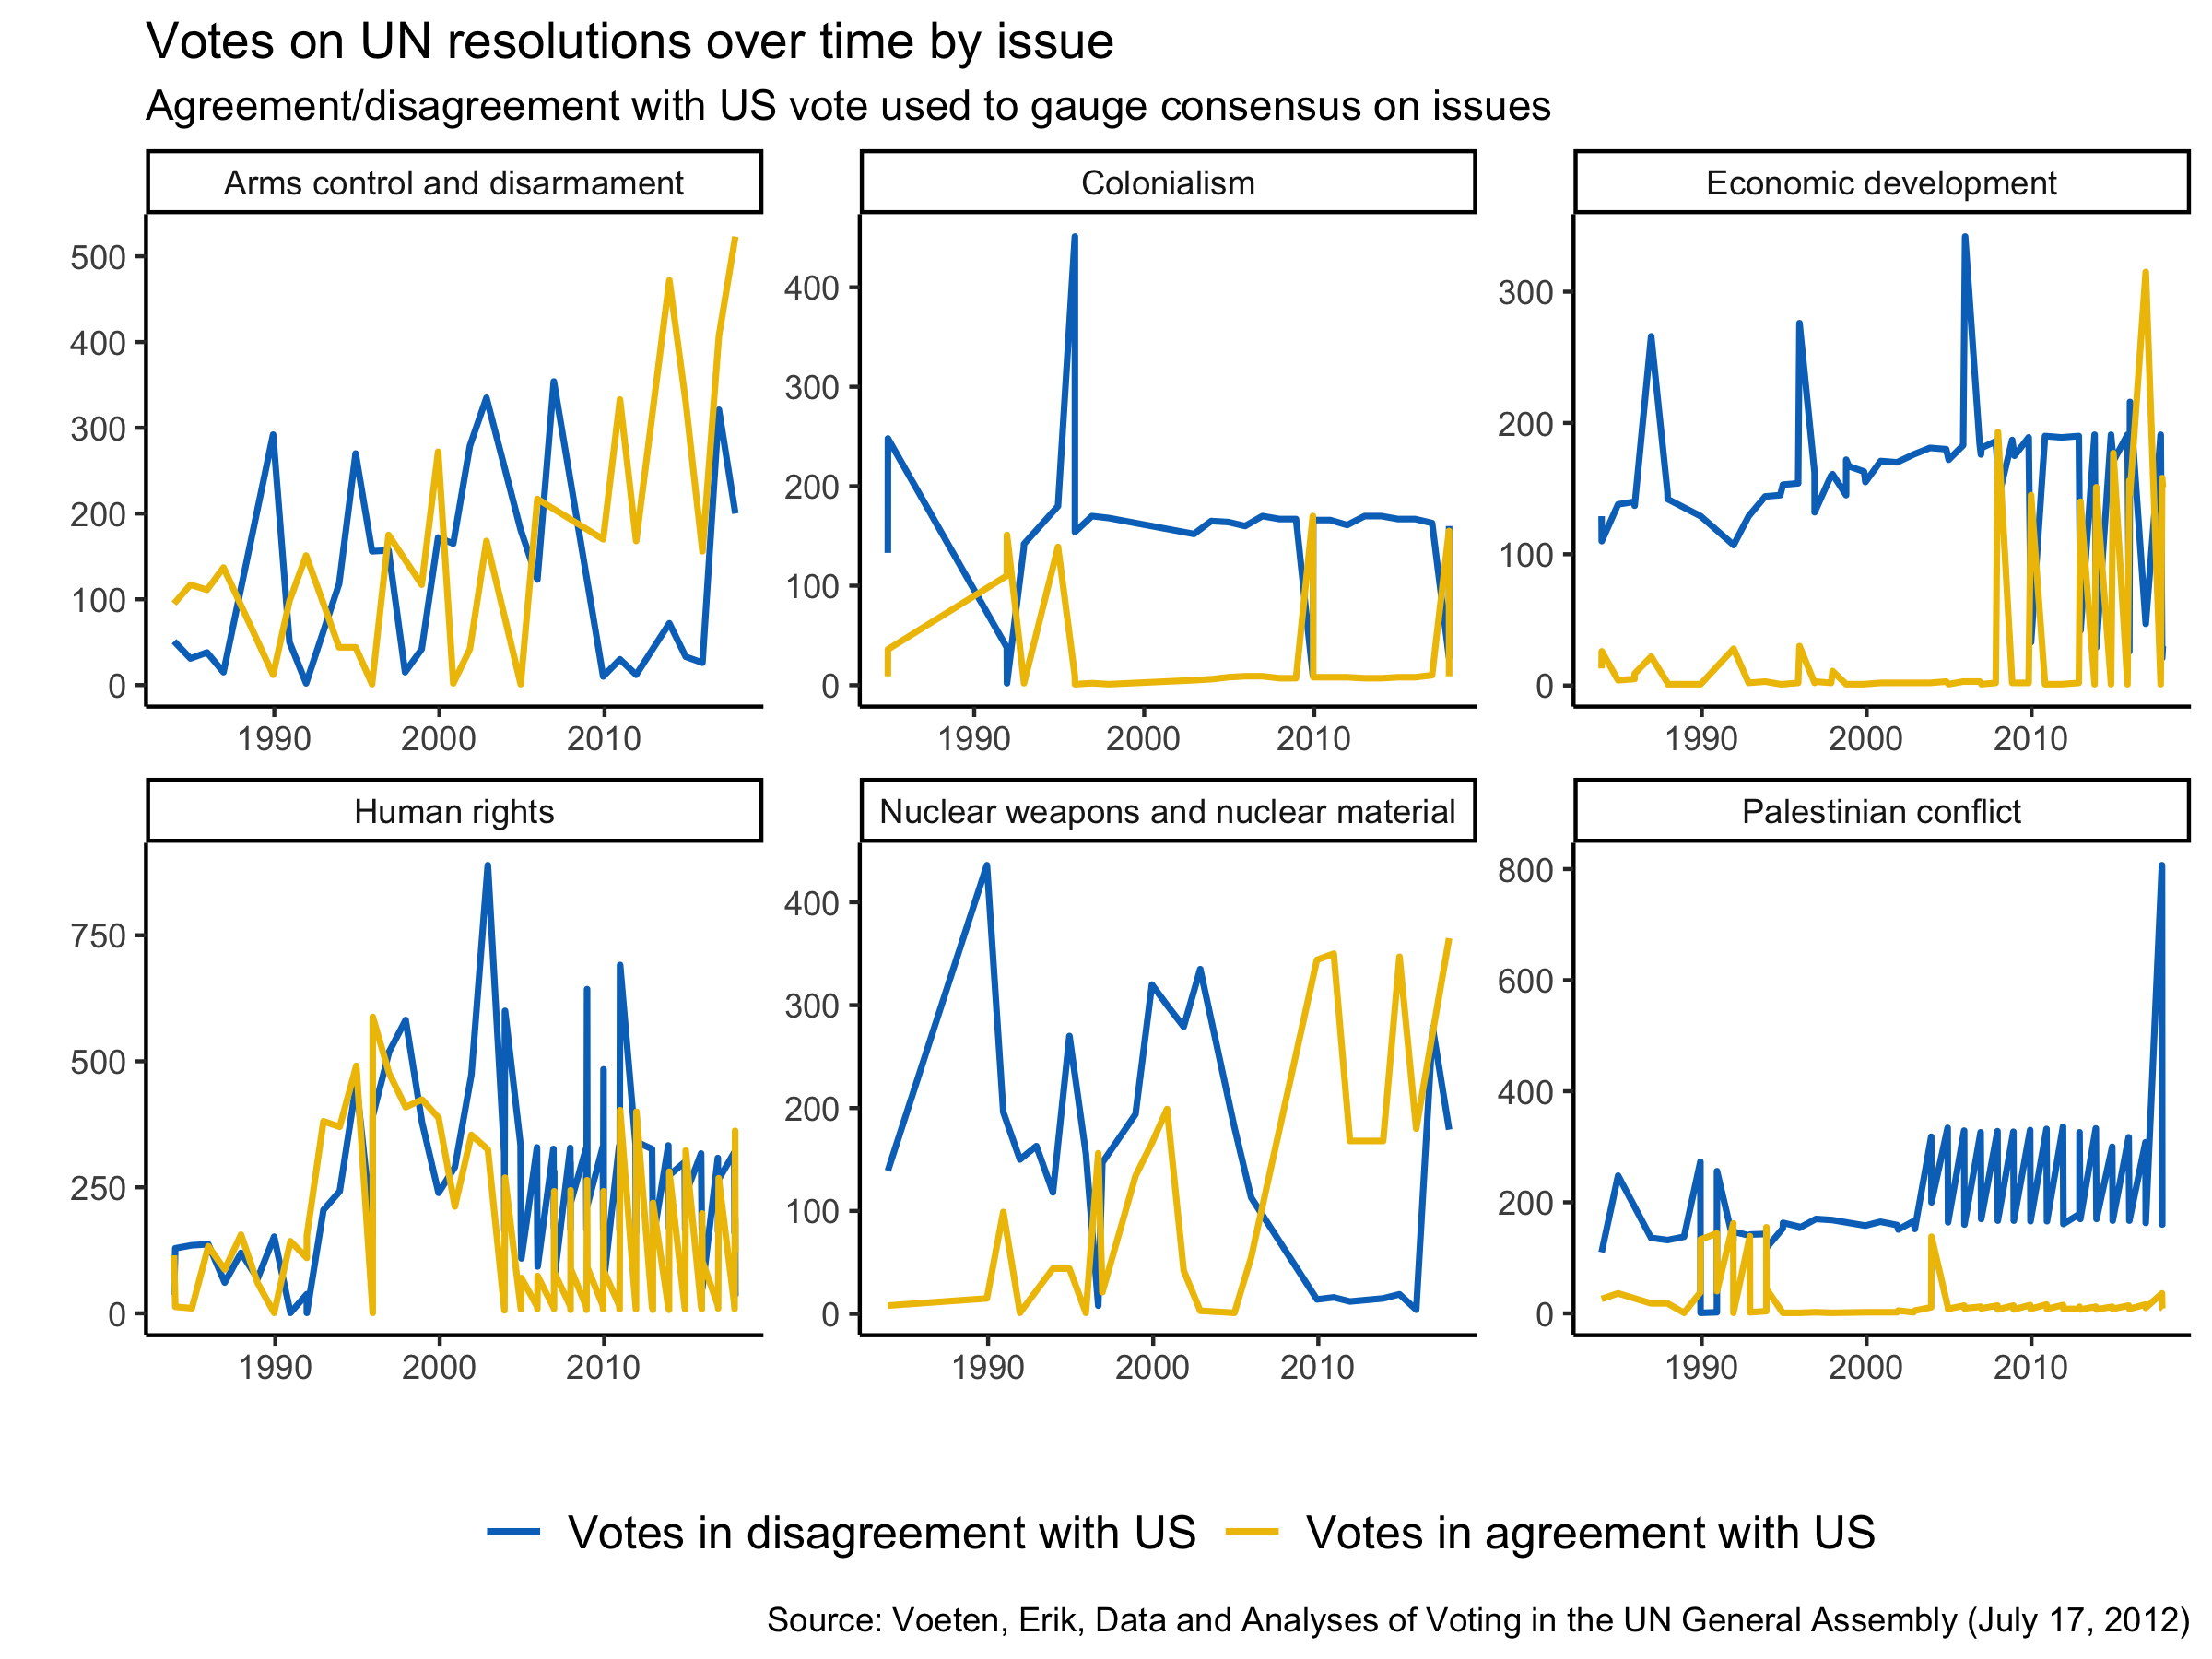 Votes on UN resolutions over time by issue
Agreement/disagreement with US vote used to gauge consensus on issues
Arms control and disarmament
500
400
300
200
100
0
1990 2000 2010
Colonialism
400
300
200
100
0
1990 2000 2010
Economic development
300
200
100
0
1990 2000 2010
Human rights
750
500
250
0
1990 2000 2010
Nuclear weapons and nuclear material
400
300
200
100
0
1990 2000 2010
Palestinian conflict
800
600
400
200
0
1990 2000 2010
Votes in disagreement with US Votes in agreement with US
Source: Voeten, Erik, Data and Analyses of Voting in the UN General Assembly (July 17, 2012)